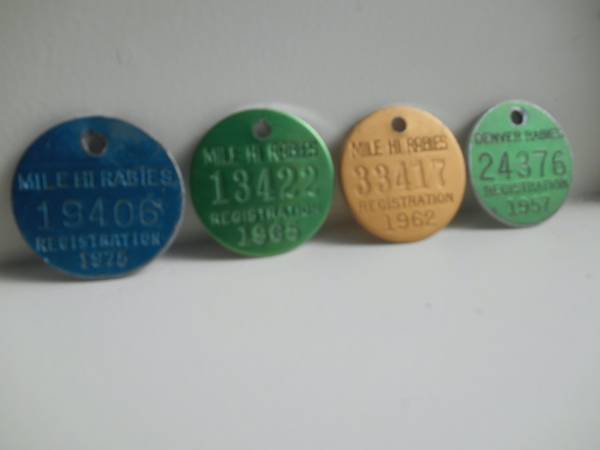 MILE HI RABIES
19406
REGISTRATION
1975
MILE HI RABIES
13422
REGISTRATION
MILE HI RABIES
33417
REGISTRATION
1962
DENVER RABIES
24376
REGISTRATION
1957